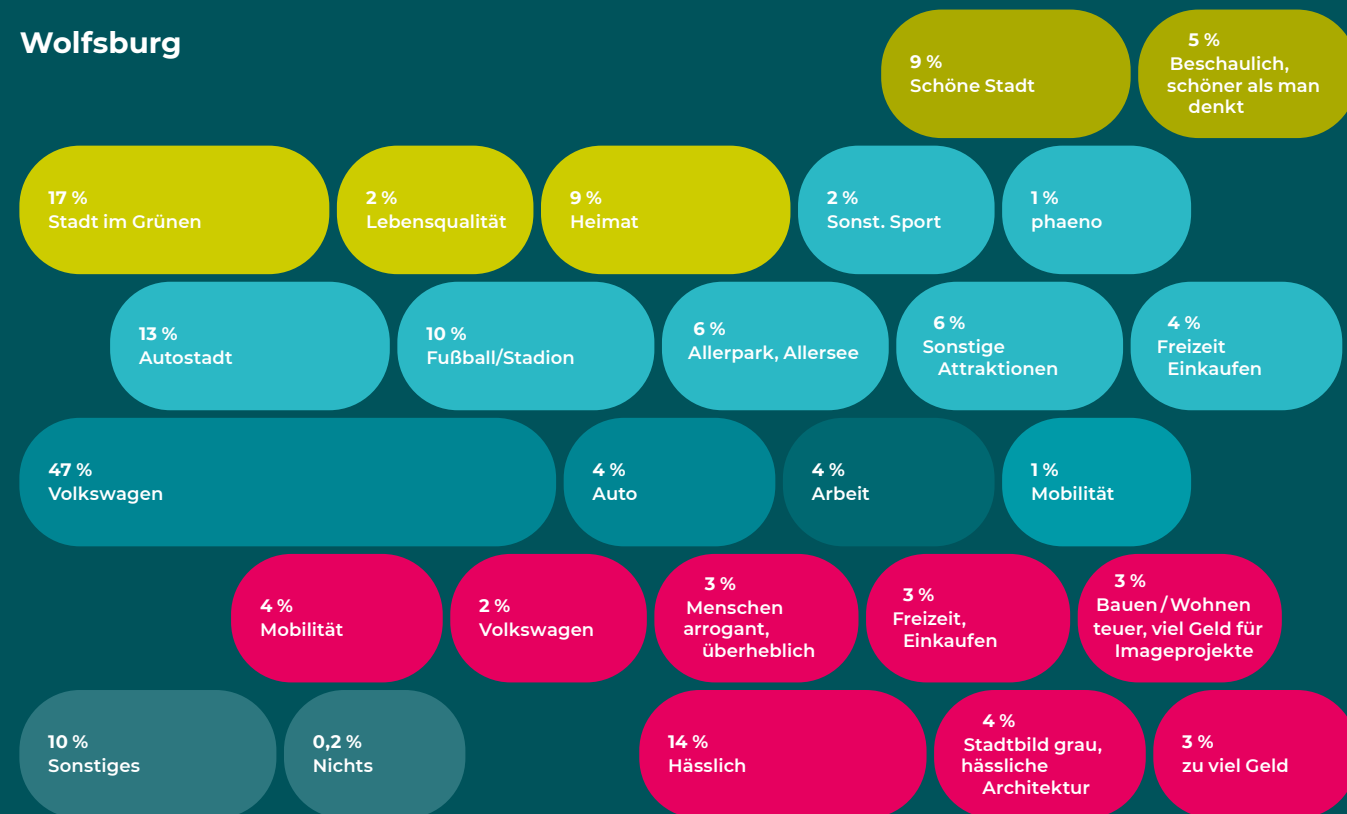 Wolfsburg
9 %
Schöne Stadt
5 %
Beschaulich,
schöner als man
denkt
17 %
Stadt im Grünen
2 %
Lebensqualität
9 %
Heimat
2 %
Sonst. Sport
1 %
phaeno
13 %
Autostadt
10 %
Fußball/Stadion
6 %
Allerpark, Allersee
6 %
Sonstige
Attraktionen
4 %
Freizeit
Einkaufen
47 %
Volkswagen
4 %
Auto
4 %
Arbeit
1 %
Mobilität
4 %
Mobilität
2 %
Volkswagen
3 %
Menschen
arrogant,
überheblich
3 %
Freizeit,
Einkaufen
3 %
Bauen/Wohnen
teuer, viel Geld für
Imageprojekte
10 %
Sonstiges
0,2 %
Nichts
14 %
Hässlich
4 %
Stadtbild grau,
hässliche
Architektur
3 %
zu viel Geld